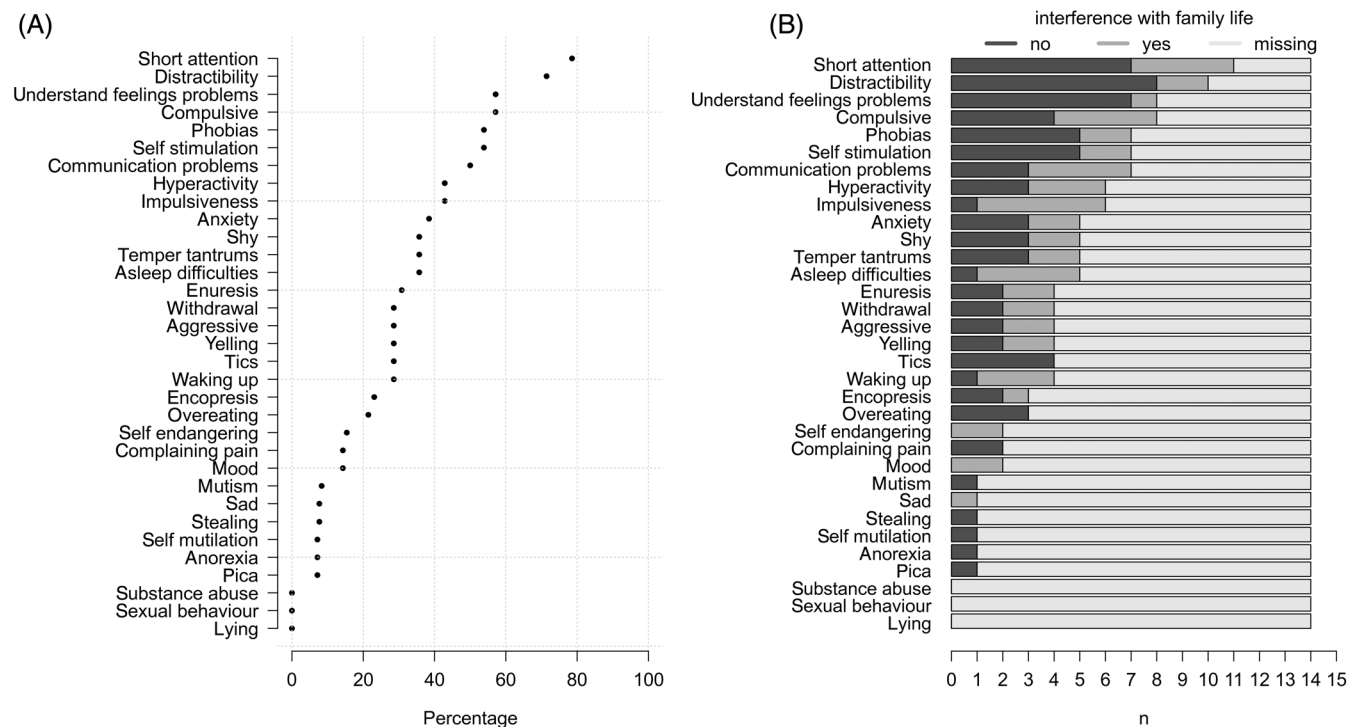 (A)
Short attention
Distractibility
Understand feelings problems
Compulsive
Phobias
Self stimulation
Communication problems
Hyperactivity
Impulsiveness
Anxiety
Shy
Temper tantrums
Asleep difficulties
Enuresis
Withdrawal
Aggressive
Yelling
Tics
Waking up
Encopresis
Overeating
Self endangering
Complaining pain
Mood
Mutism
Sad
Stealing
Self mutilation
Anorexia
Pica
Substance abuse
Sexual behaviour
Lying
0 20 40 60 80 100
Percentage
(B)
interference with family life
no yes missing
Short attention
Distractibility
Understand feelings problems
Compulsive
Phobias
Self stimulation
Communication problems
Hyperactivity
Impulsiveness
Anxiety
Shy
Temper tantrums
Asleep difficulties
Enuresis
Withdrawal
Aggressive
Yelling
Tics
Waking up
Encopresis
Overeating
Self endangering
Complaining pain
Mood
Mutism
Sad
Stealing
Self mutilation
Anorexia
Pica
Substance abuse
Sexual behaviour
Lying
0 1 2 3 4 5 6 7 8 9 10 11 12 13 14 15
n